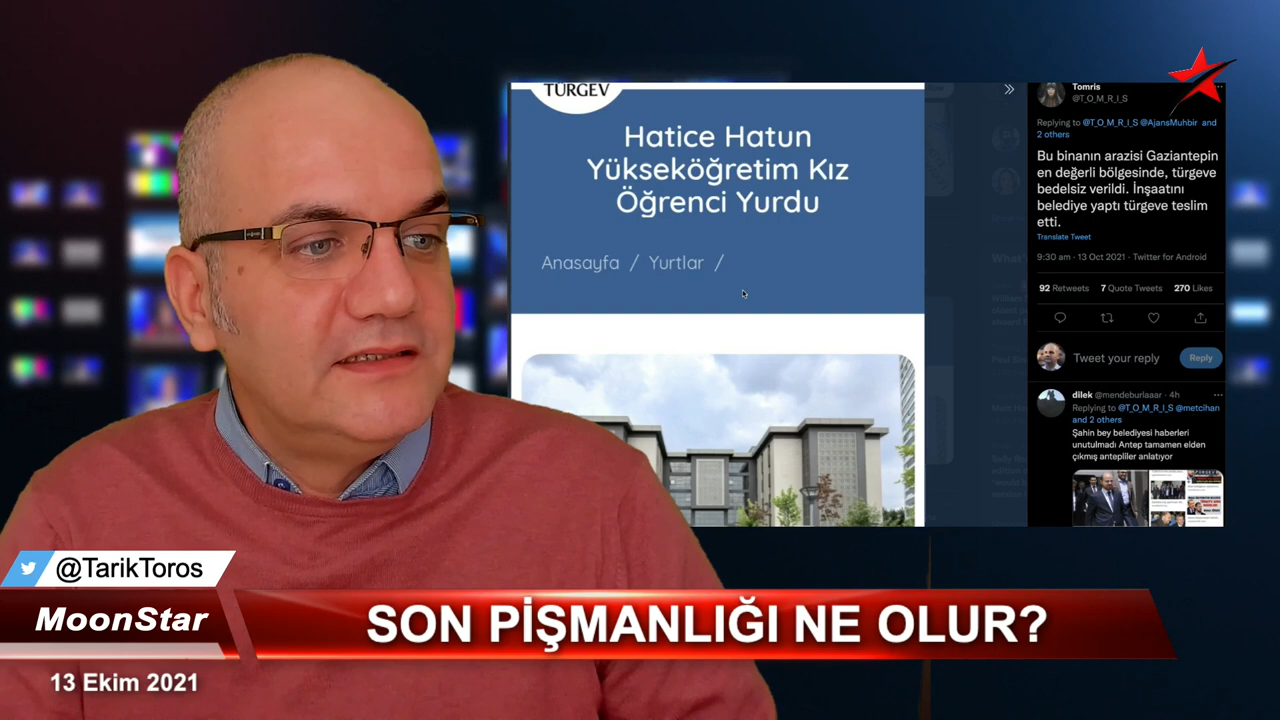 TÜRGEV
Hatice Hatun
Yükseköğretim Kız
Öğrenci Yurdu
Anasayfa / Yurtlar /
Tomris
@T_O_M_R_I_S
Replying to @T_O_M_R_I_S @AjansMuhbir and
2 others
Bu binanın arazisi Gaziantepin
en değerli bölgesinde, türgeve
bedelsiz verildi. İnşaatını
belediye yaptı türgeve teslim
etti.
Translate Tweet
9:30 am · 13 Oct 2021 · Twitter for Android
92 Retweets 7 Quote Tweets 270 Likes
Tweet your reply Reply
dilek @mendeburlaaar · 4h
Replying to @T_O_M_R_I_S @metcihan
and 2 others
Şahin bey belediyesi haberleri
unutulmadı Antep tamamen elden
çıkmış antepliler anlatıyor
@TarikToros
MoonStar
SON PİŞMANLIĞI NE OLUR?
13 Ekim 2021